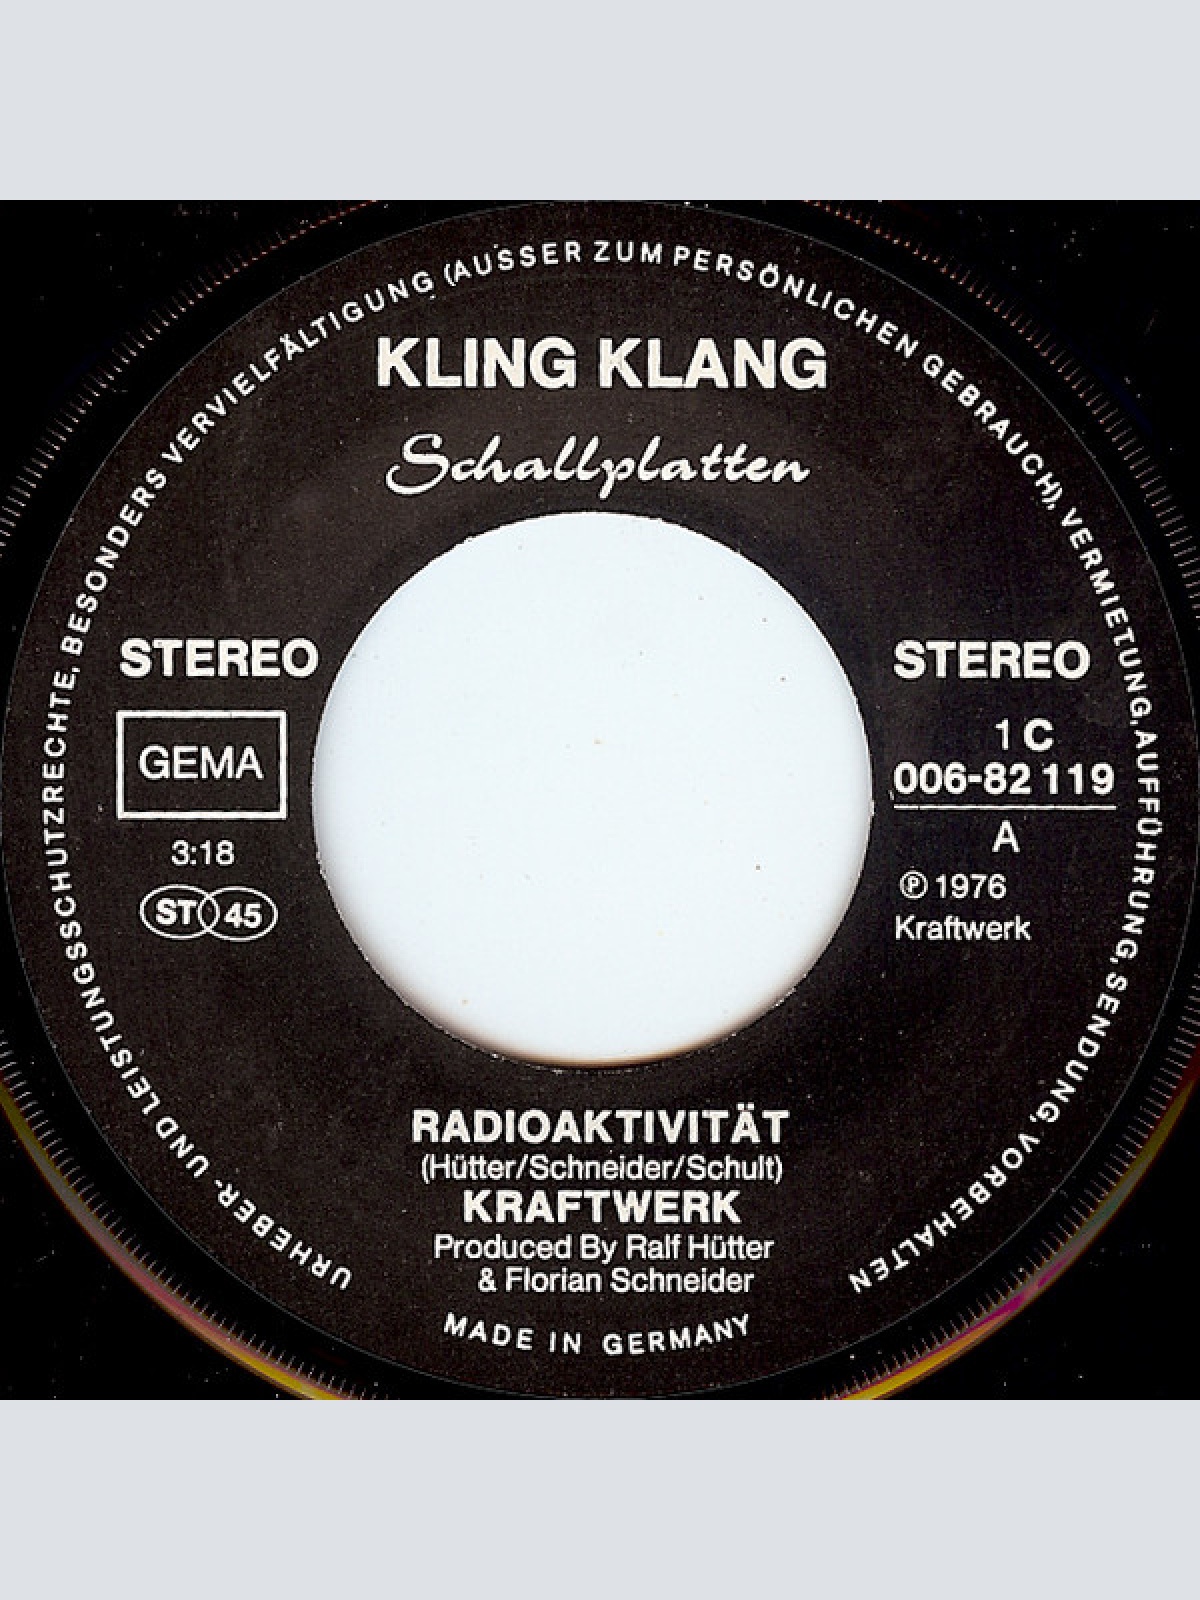 URHEBER- UND LEISTUNGSSCHUTZRECHTE, BESONDERS VERVIELFÄLTIGUNG (AUSSER ZUM PERSÖNLICHEN GEBRAUCH), VERMIETUNG, AUFFÜHRUNG, SENDUNG, VORBEHALTEN
KLING KLANG
Schallplatten
STEREO
GEMA
3:18
ST 45
STEREO
1 C
006-82 119
A
℗ 1976
Kraftwerk
RADIOAKTIVITÄT
(Hütter/Schneider/Schult)
KRAFTWERK
Produced By Ralf Hütter
& Florian Schneider
MADE IN GERMANY